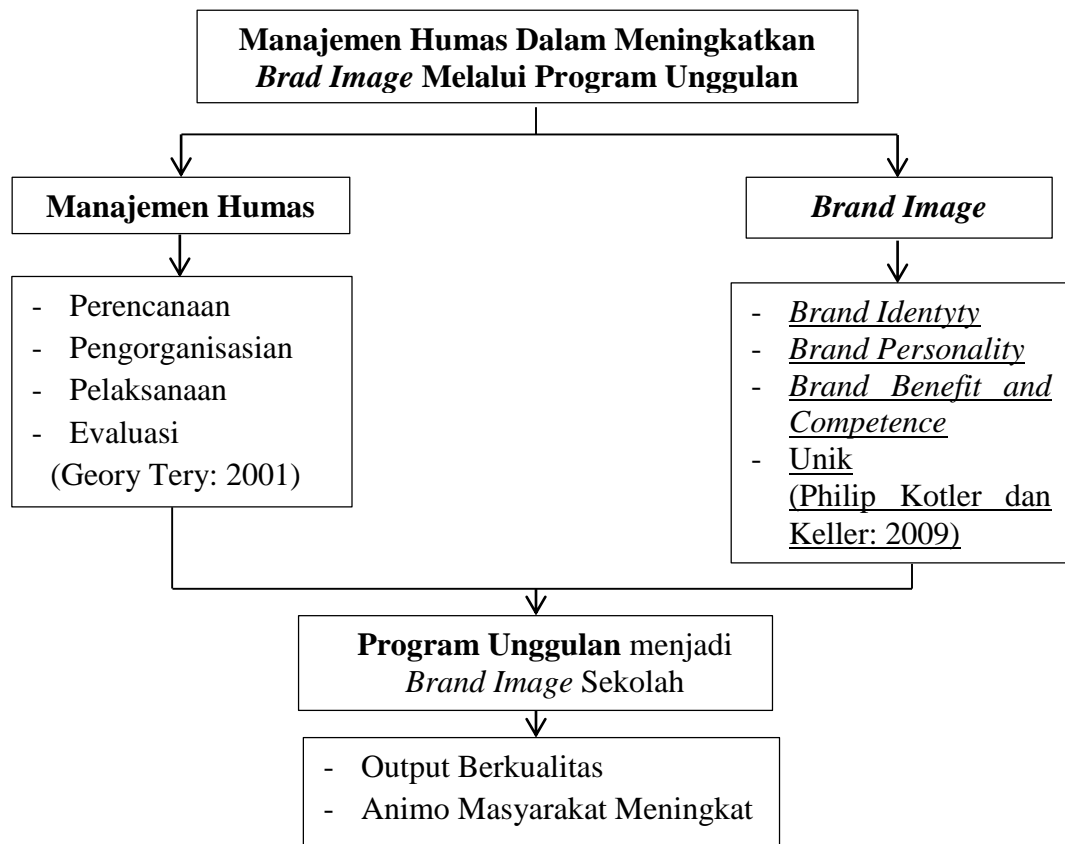 Manajemen Humas Dalam Meningkatkan
Brad Image Melalui Program Unggulan
Manajemen Humas
Brand Image
- Perencanaan
- Pengorganisasian
- Pelaksanaan
- Evaluasi
(Geory Tery: 2001)
- Brand Identyty
- Brand Personality
- Brand Benefit and
Competence
- Unik
(Philip Kotler dan
Keller: 2009)
Program Unggulan menjadi
Brand Image Sekolah
- Output Berkualitas
- Animo Masyarakat Meningkat